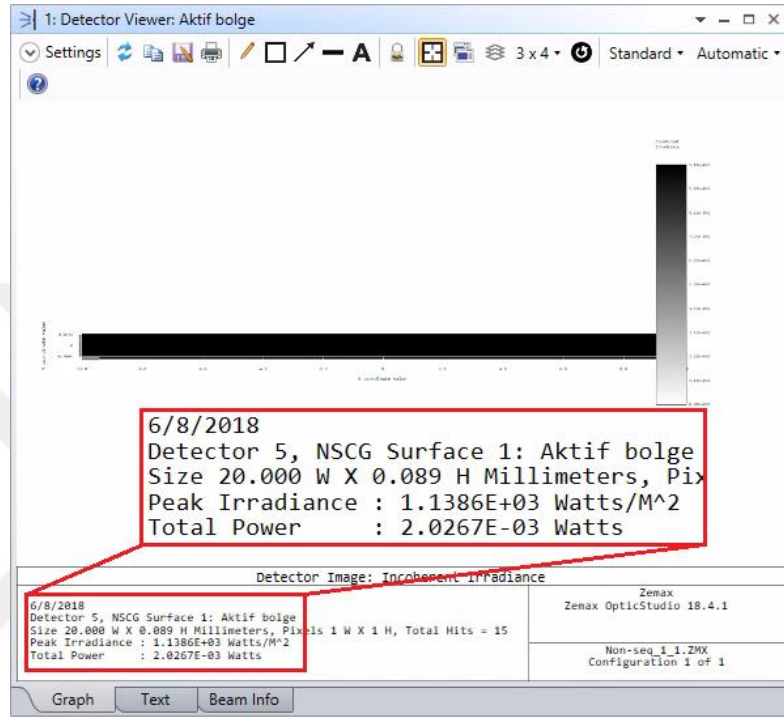 1: Detector Viewer: Aktif bolge
Settings
A
3 x 4
Standard
Automatic
6/8/2018
Detector 5, NSCG Surface 1: Aktif bolge
Size 20.000 W X 0.089 H Millimeters, Pix
Peak Irradiance : 1.1386E+03 Watts/M^2
Total Power : 2.0267E-03 Watts
Detector Image: Incoherent Irradiance
6/8/2018
Detector 5, NSCG Surface 1: Aktif bolge
Size 20.000 W X 0.089 H Millimeters, Pixels 1 W X 1 H, Total Hits = 15
Peak Irradiance : 1.1386E+03 Watts/M^2
Total Power : 2.0267E-03 Watts
Zemax
Zemax OpticStudio 18.4.1
Non-seq_1_1.ZMX
Configuration 1 of 1
Graph
Text
Beam Info